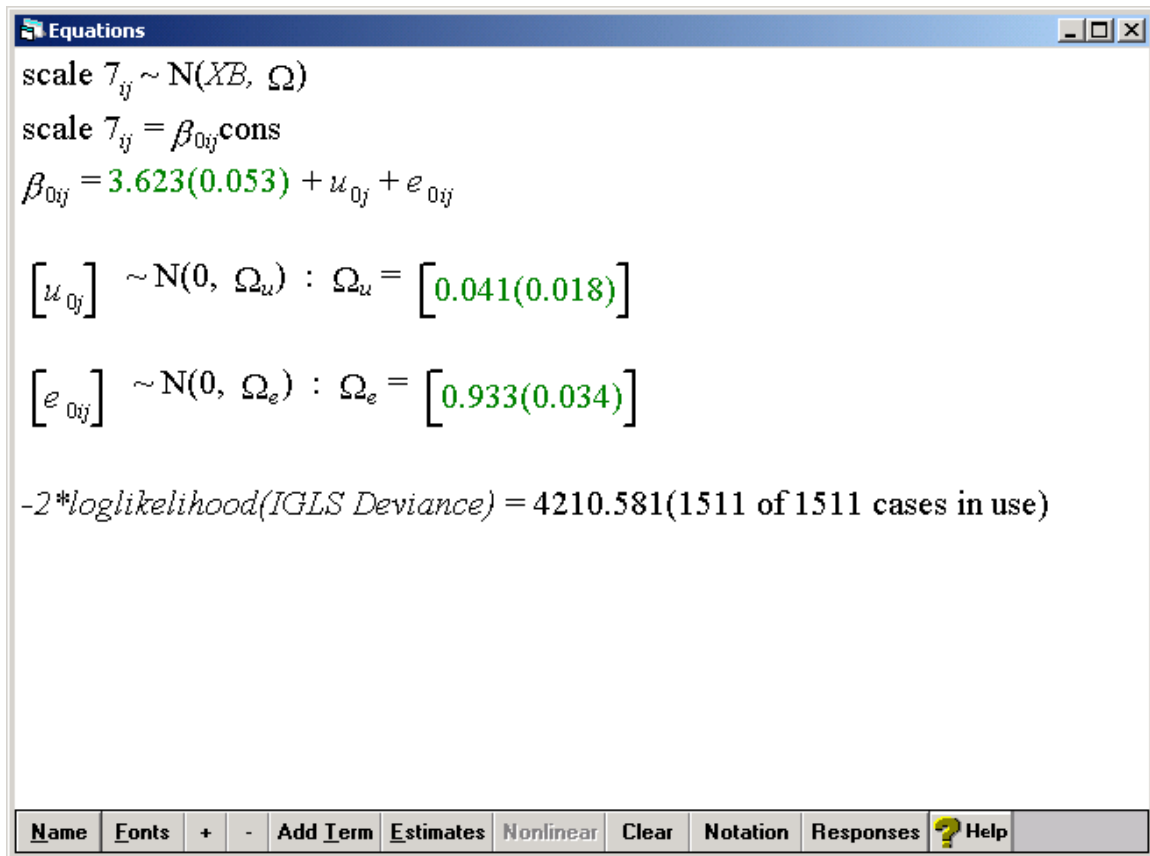 Equations
scale 7ij ~ N(XB, Ω)
scale 7ij = β0ijcons
β0ij = 3.623(0.053) + u0j + e0ij
[u0j] ~ N(0, Ωu) : Ωu = [0.041(0.018)]
[e0ij] ~ N(0, Ωe) : Ωe = [0.933(0.034)]
-2*loglikelihood(IGLS Deviance) = 4210.581(1511 of 1511 cases in use)
Name Fonts + - Add Term Estimates Nonlinear Clear Notation Responses ? Help